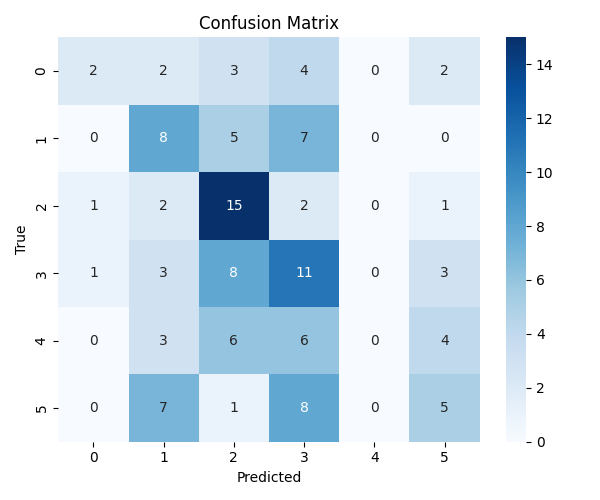 Confusion Matrix
True
0 2 2 3 4 0 2
1 0 8 5 7 0 0
2 1 2 15 2 0 1
3 1 3 8 11 0 3
4 0 3 6 6 0 4
5 0 7 1 8 0 5
0 1 2 3 4 5
Predicted
14
12
10
8
6
4
2
0